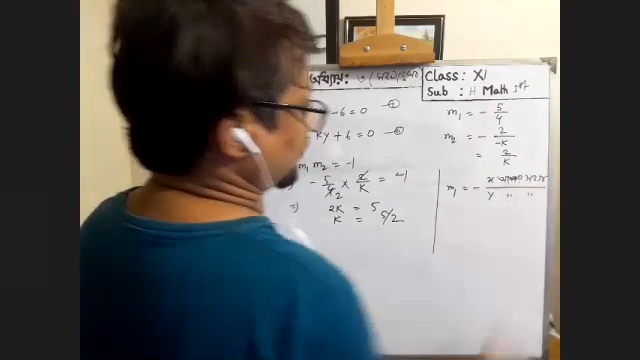 অধ্যায়: ৩ (সরলরেখা)
Class: XI
Sub : H Math 1st
-6=0 —①
-KY+6=0 —②
m₁ m₂ = -1
- 5/4 × 2/K = -1
⇒ 2K = 5
K = 5/2
m₁ = - 5/4
m₂ = - 2/-K
= 2/K
m₁ = - x এর সহগ / y " "